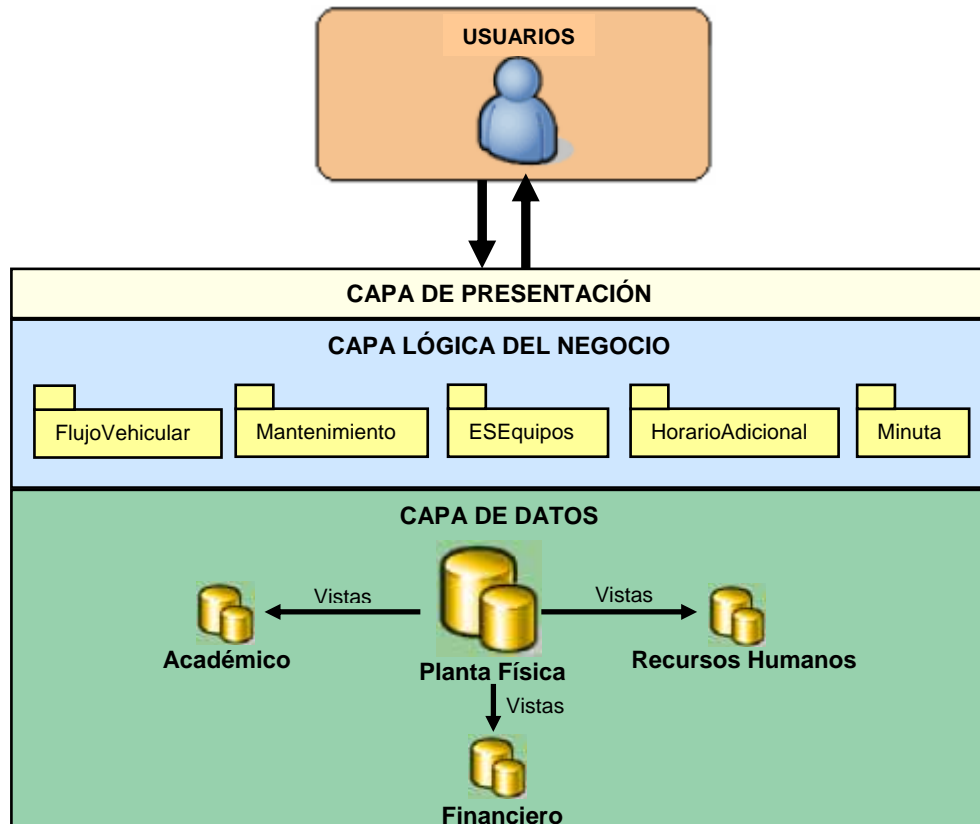 USUARIOS
CAPA DE PRESENTACIÓN
CAPA LÓGICA DEL NEGOCIO
FlujoVehicular
Mantenimiento
ESEquipos
HorarioAdicional
Minuta
CAPA DE DATOS
Vistas
Vistas
Académico
Planta Física
Recursos Humanos
Vistas
Financiero